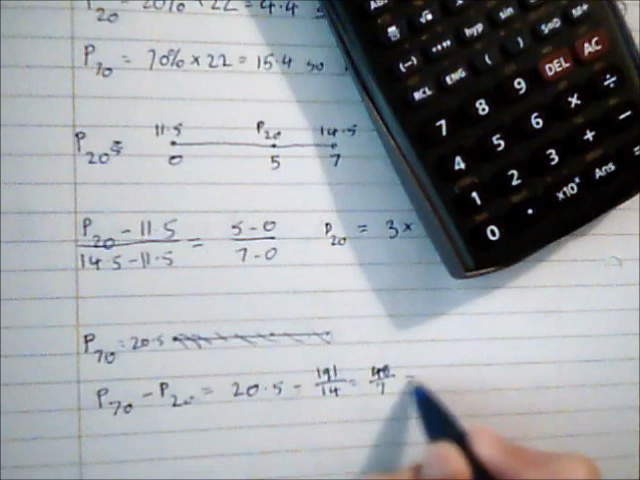 P20 = 20% × 22 = 4.4 s
P70 = 70% × 22 = 15.4 so
P20 = 11.5 P20 14.5
0 5 7
P20 - 11.5 / 14.5 - 11.5 = 5 - 0 / 7 - 0 P20 = 3 ×
P70 = 20.5
P70 - P20 = 20.5 - 191/14 = 48/7 =
hyp sin
(-) °''' S⇔D
RCL ENG ( ) DEL AC
7 8 9
4 5 6 × ÷
1 2 3 + −
0 . ×10ˣ Ans =